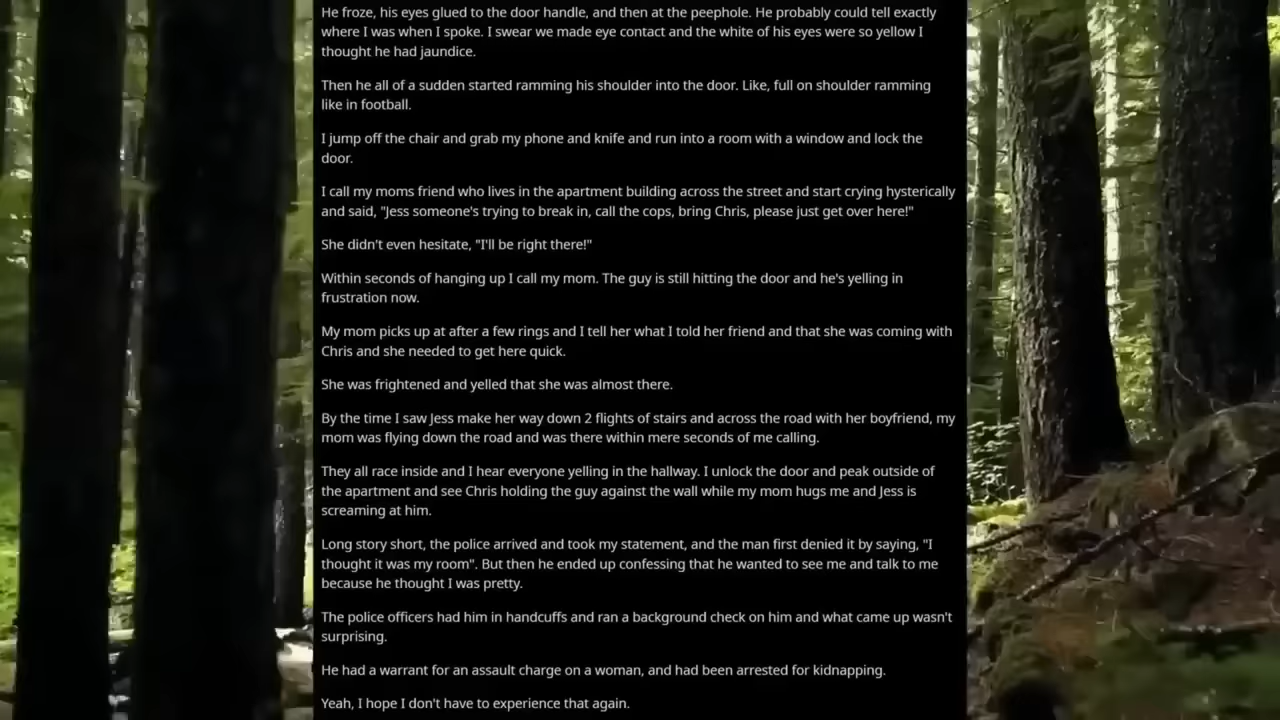 He froze, his eyes glued to the door handle, and then at the peephole. He probably could tell exactly
where I was when I spoke. I swear we made eye contact and the white of his eyes were so yellow I
thought he had jaundice.
Then he all of a sudden started ramming his shoulder into the door. Like, full on shoulder ramming
like in football.
I jump off the chair and grab my phone and knife and run into a room with a window and lock the
door.
I call my moms friend who lives in the apartment building across the street and start crying hysterically
and said, "Jess someone's trying to break in, call the cops, bring Chris, please just get over here!"
She didn't even hesitate, "I'll be right there!"
Within seconds of hanging up I call my mom. The guy is still hitting the door and he's yelling in
frustration now.
My mom picks up at after a few rings and I tell her what I told her friend and that she was coming with
Chris and she needed to get here quick.
She was frightened and yelled that she was almost there.
By the time I saw Jess make her way down 2 flights of stairs and across the road with her boyfriend, my
mom was flying down the road and was there within mere seconds of me calling.
They all race inside and I hear everyone yelling in the hallway. I unlock the door and peak outside of
the apartment and see Chris holding the guy against the wall while my mom hugs me and Jess is
screaming at him.
Long story short, the police arrived and took my statement, and the man first denied it by saying, "I
thought it was my room". But then he ended up confessing that he wanted to see me and talk to me
because he thought I was pretty.
The police officers had him in handcuffs and ran a background check on him and what came up wasn't
surprising.
He had a warrant for an assault charge on a woman, and had been arrested for kidnapping.
Yeah, I hope I don't have to experience that again.